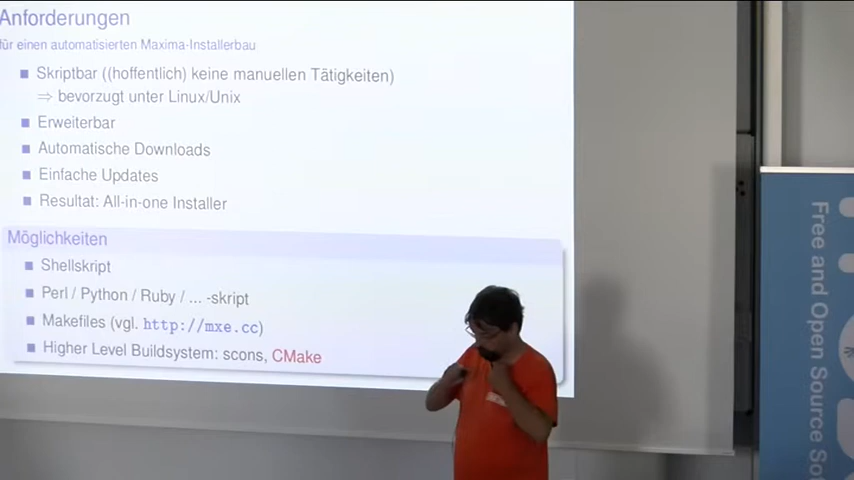 Anforderungen
für einen automatisierten Maxima-Installerbau
Skriptbar ((hoffentlich) keine manuellen Tätigkeiten)
⇒ bevorzugt unter Linux/Unix
Erweiterbar
Automatische Downloads
Einfache Updates
Resultat: All-in-one Installer
Möglichkeiten
Shellskript
Perl / Python / Ruby / ... -skript
Makefiles (vgl. http://mxe.cc)
Higher Level Buildsystem: scons, CMake
Free and Open Source Sof